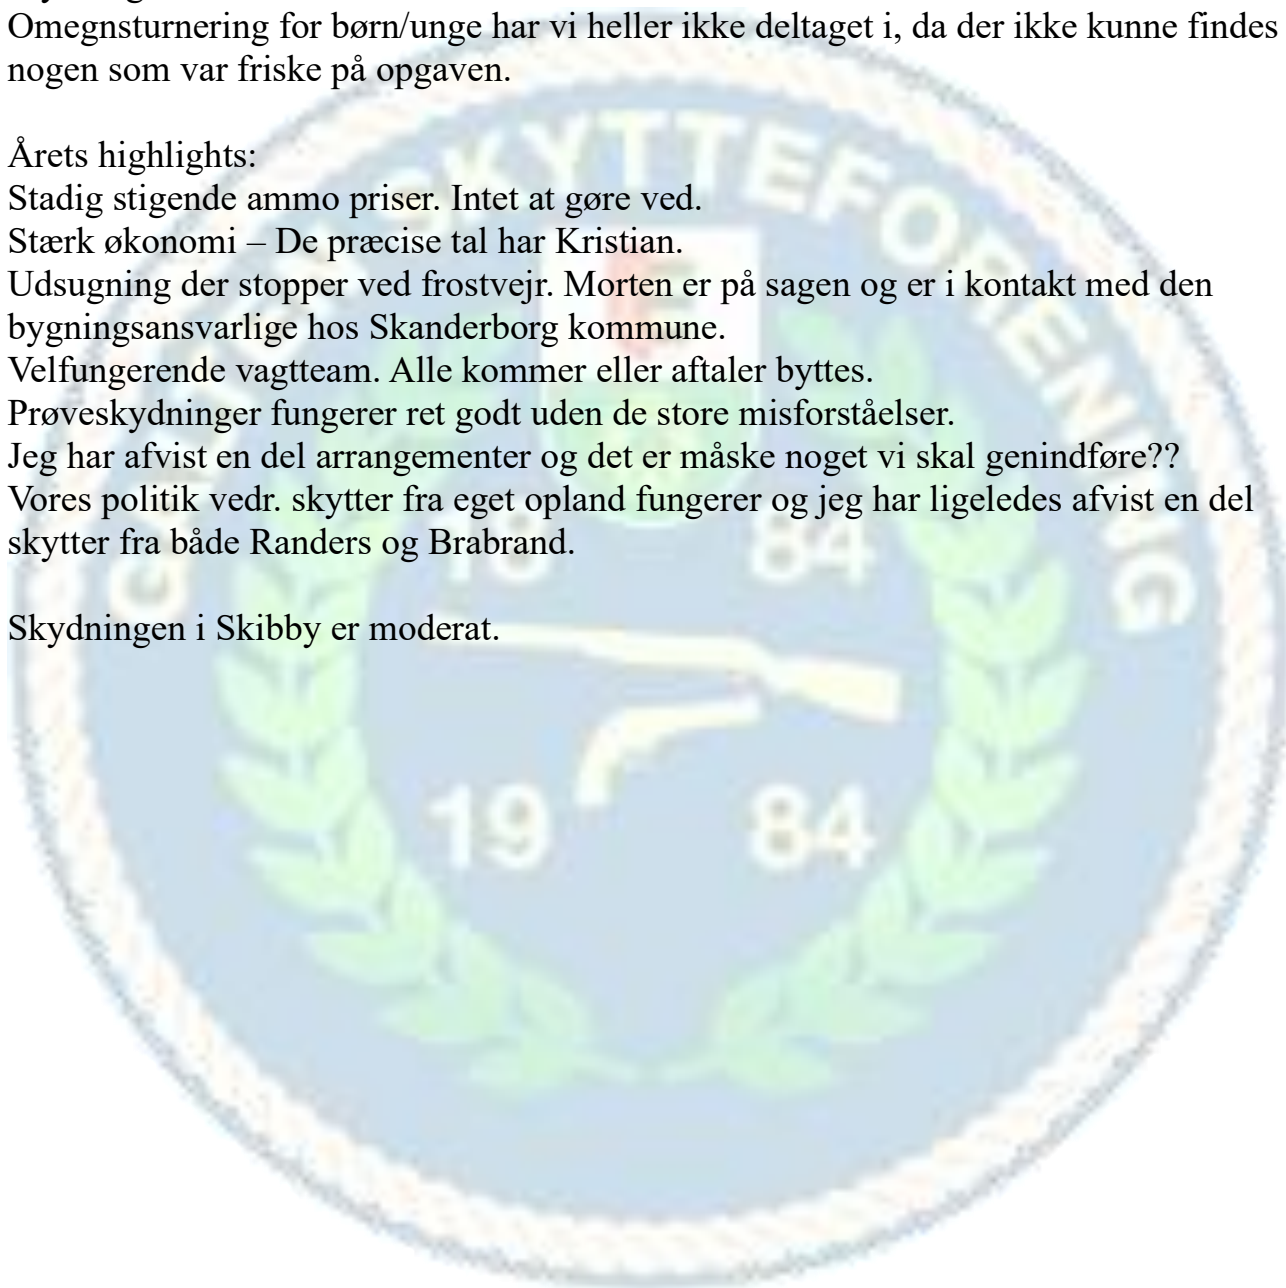 Omegnsturnering for børn/unge har vi heller ikke deltaget i, da der ikke kunne findes
nogen som var friske på opgaven.
Årets highlights:
Stadig stigende ammo priser. Intet at gøre ved.
Stærk økonomi – De præcise tal har Kristian.
Udsugning der stopper ved frostvejr. Morten er på sagen og er i kontakt med den
bygningsansvarlige hos Skanderborg kommune.
Velfungerende vagtteam. Alle kommer eller aftaler byttes.
Prøveskydninger fungerer ret godt uden de store misforståelser.
Jeg har afvist en del arrangementer og det er måske noget vi skal genindføre??
Vores politik vedr. skytter fra eget opland fungerer og jeg har ligeledes afvist en del
skytter fra både Randers og Brabrand.
Skydningen i Skibby er moderat.
SKYTTEFORENING
18 84
19 84